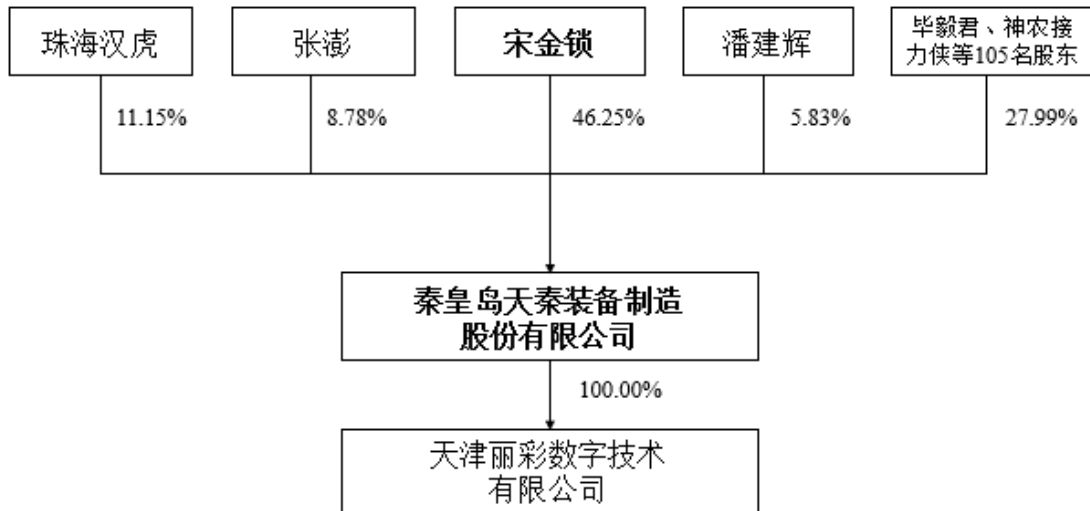 珠海汉虎
张澎
宋金锁
潘建辉
毕毅君、神农接
力侠等105名股东
11.15%
8.78%
46.25%
5.83%
27.99%
秦皇岛天秦装备制造
股份有限公司
100.00%
天津丽彩数字技术
有限公司